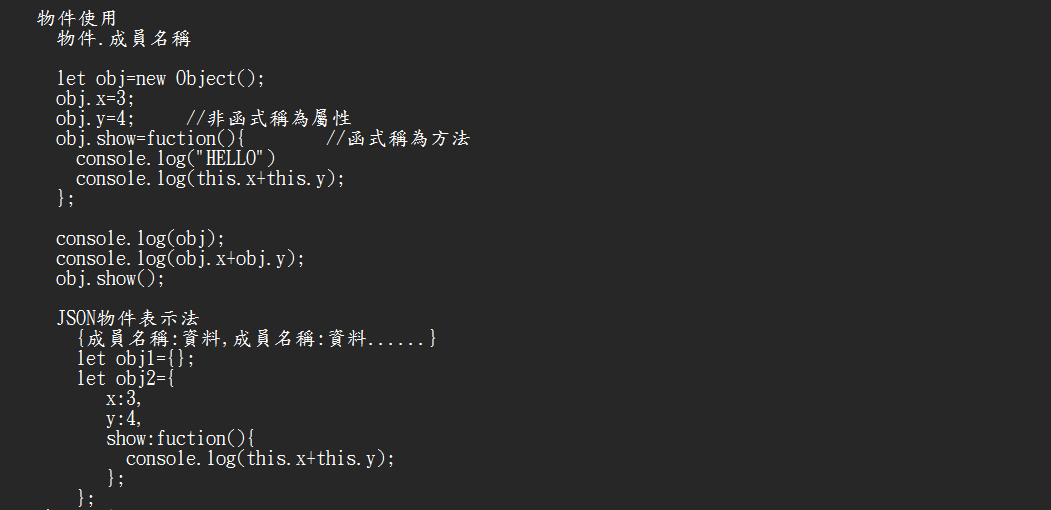 物件使用
物件.成員名稱
let obj=new Object();
obj.x=3;
obj.y=4; //非函式稱為屬性
obj.show=fuction(){ //函式稱為方法
console.log("HELLO")
console.log(this.x+this.y);
};
console.log(obj);
console.log(obj.x+obj.y);
obj.show();
JSON物件表示法
{成員名稱:資料,成員名稱:資料......}
let obj1={};
let obj2={
x:3,
y:4,
show:fuction(){
console.log(this.x+this.y);
};
};